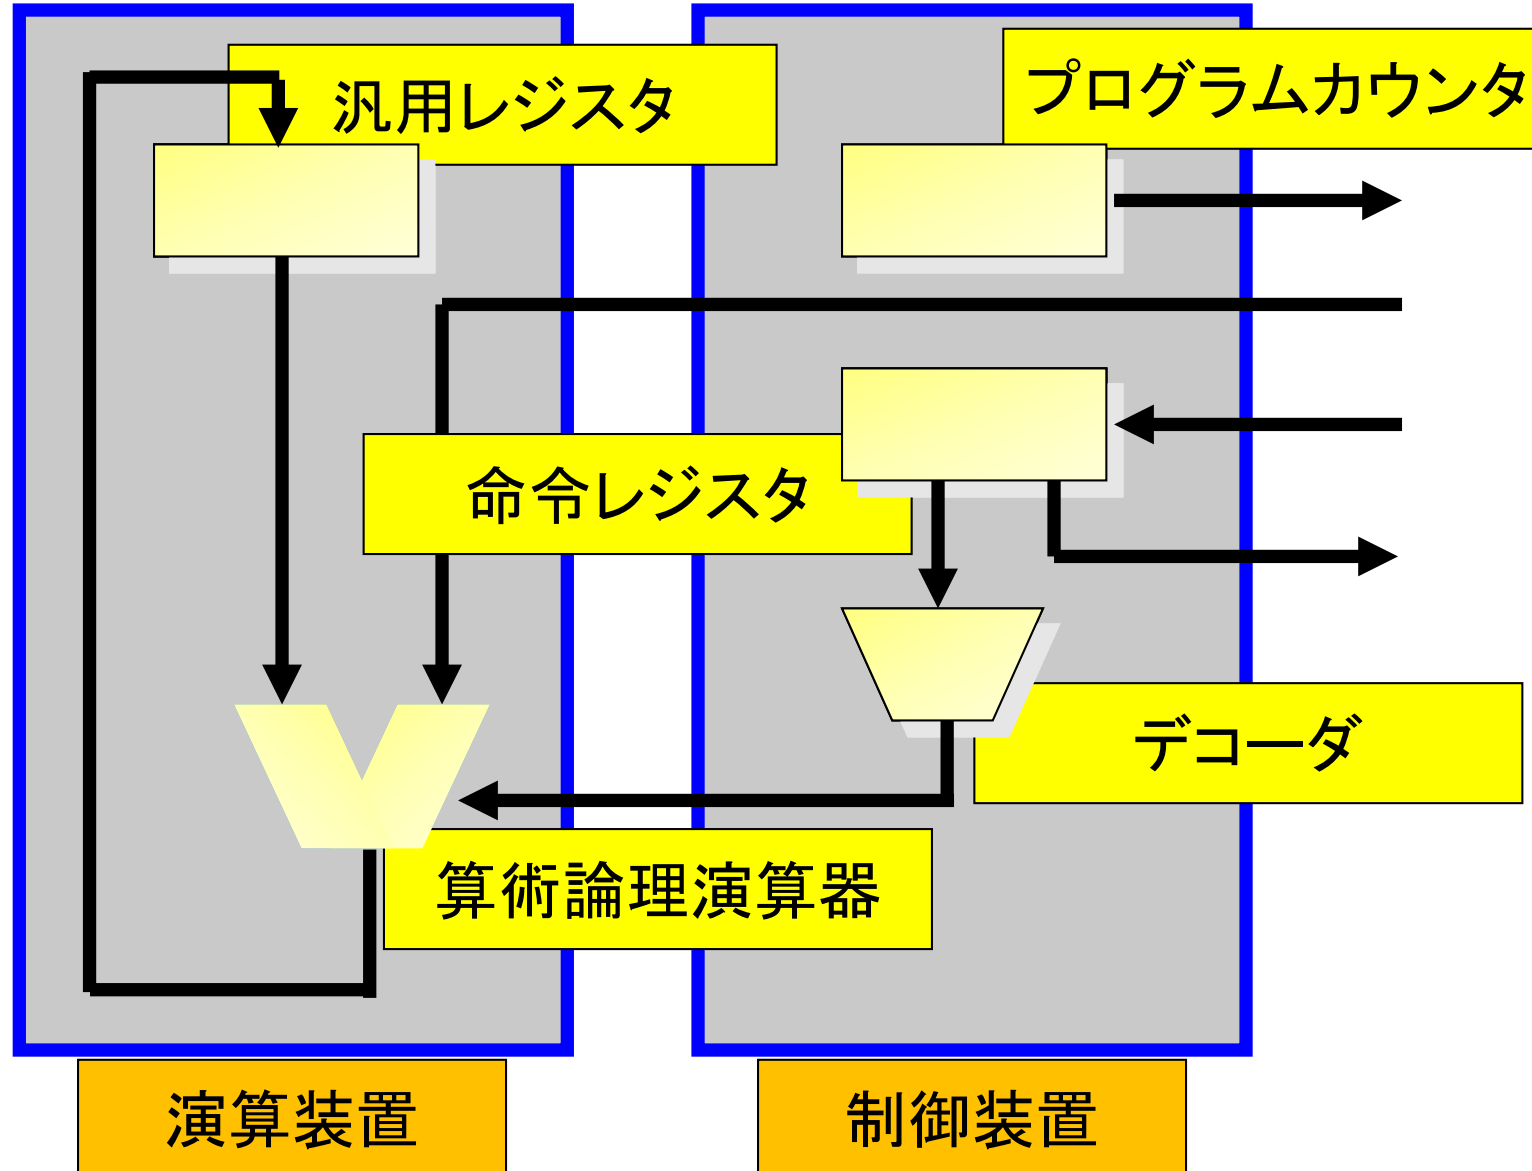 汎用レジスタ
プログラムカウンタ
命令レジスタ
デコーダ
算術論理演算器
演算装置
制御装置